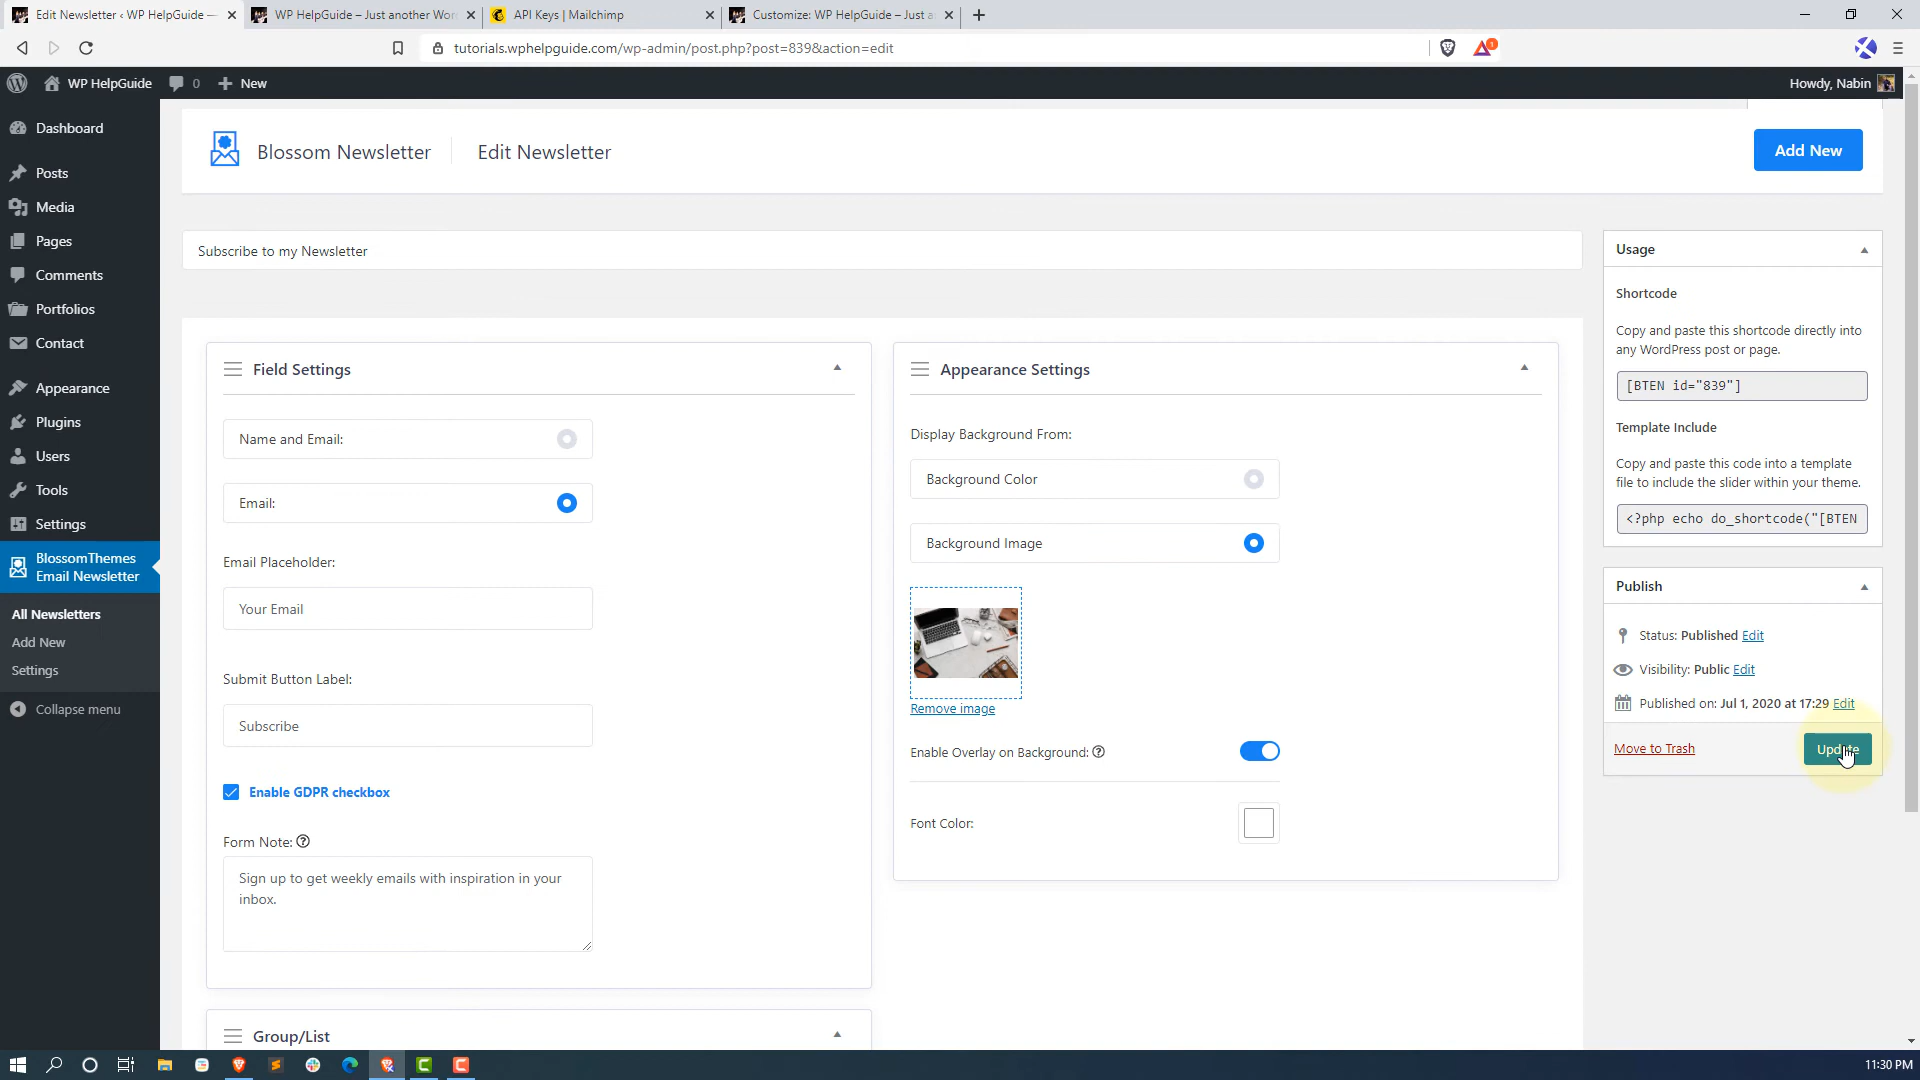 Edit Newsletter ‹ WP HelpGuide —
WP HelpGuide – Just another Wor
API Keys | Mailchimp
Customize: WP HelpGuide – Just a
tutorials.wphelpguide.com/wp-admin/post.php?post=839&action=edit
1
WP HelpGuide
0
New
Howdy, Nabin
Dashboard
Posts
Media
Pages
Comments
Portfolios
Contact
Appearance
Plugins
Users
Tools
Settings
BlossomThemes
Email Newsletter
All Newsletters
Add New
Settings
Collapse menu
Blossom Newsletter
Edit Newsletter
Add New
Subscribe to my Newsletter
Field Settings
Name and Email:
Email:
Email Placeholder:
Your Email
Submit Button Label:
Subscribe
Enable GDPR checkbox
Form Note:
Sign up to get weekly emails with inspiration in your
inbox.
Group/List
Appearance Settings
Display Background From:
Background Color
Background Image
Remove image
Enable Overlay on Background:
Font Color:
Usage
Shortcode
Copy and paste this shortcode directly into
any WordPress post or page.
[BTEN id="839"]
Template Include
Copy and paste this code into a template
file to include the slider within your theme.
<?php echo do_shortcode("[BTEN
Publish
Status: Published Edit
Visibility: Public Edit
Published on: Jul 1, 2020 at 17:29 Edit
Move to Trash
Update
11:30 PM